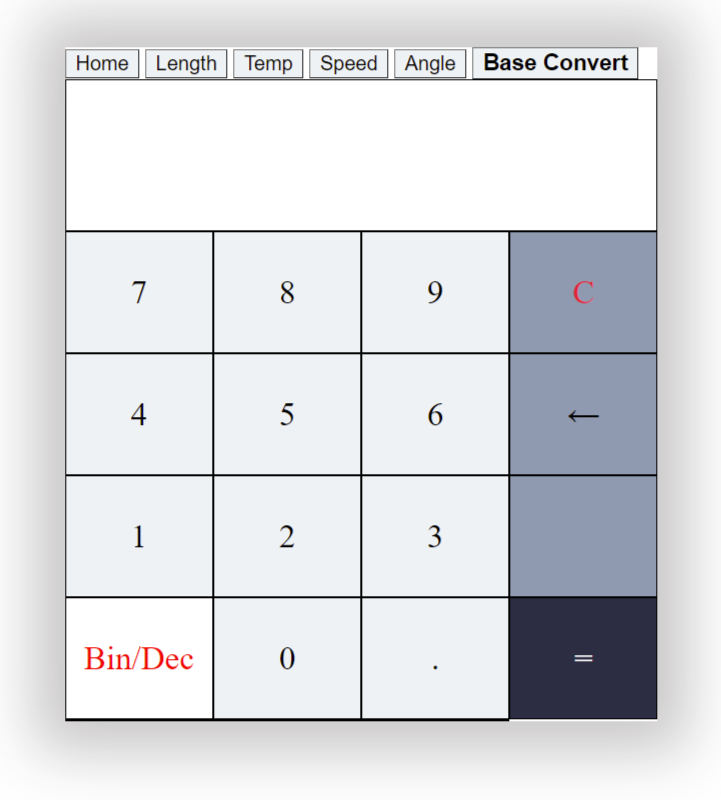 Home Length Temp Speed Angle Base Convert
7 8 9 C
4 5 6 ←
1 2 3
Bin/Dec 0 . =